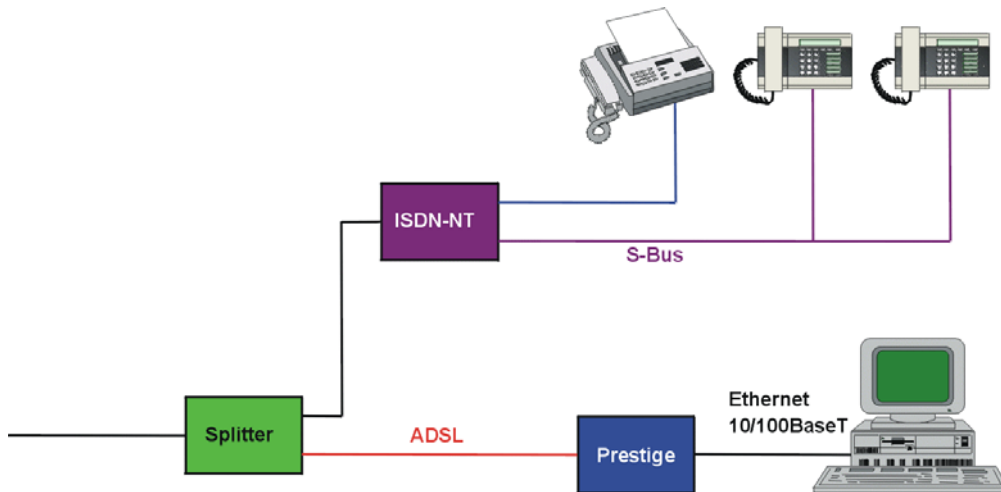 ISDN-NT
S-Bus
Splitter
ADSL
Prestige
Ethernet
10/100BaseT